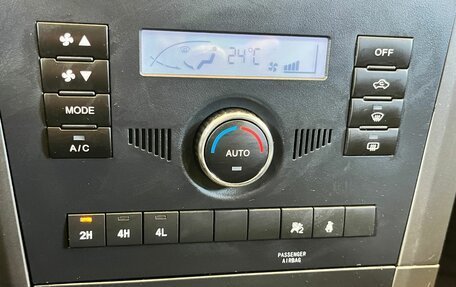 24°C
OFF
MODE
AUTO
A/C
2H 4H 4L
PASSENGER
AIRBAG